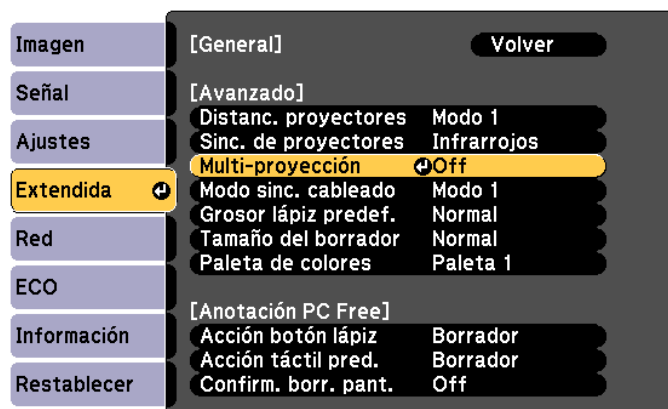 Imagen
Señal
Ajustes
Extendida
Red
ECO
Información
Restablecer
[General] Volver
[Avanzado]
Distanc. proyectores Modo 1
Sinc. de proyectores Infrarrojos
Multi-proyección Off
Modo sinc. cableado Modo 1
Grosor lápiz predef. Normal
Tamaño del borrador Normal
Paleta de colores Paleta 1
[Anotación PC Free]
Acción botón lápiz Borrador
Acción táctil pred. Borrador
Confirm. borr. pant. Off